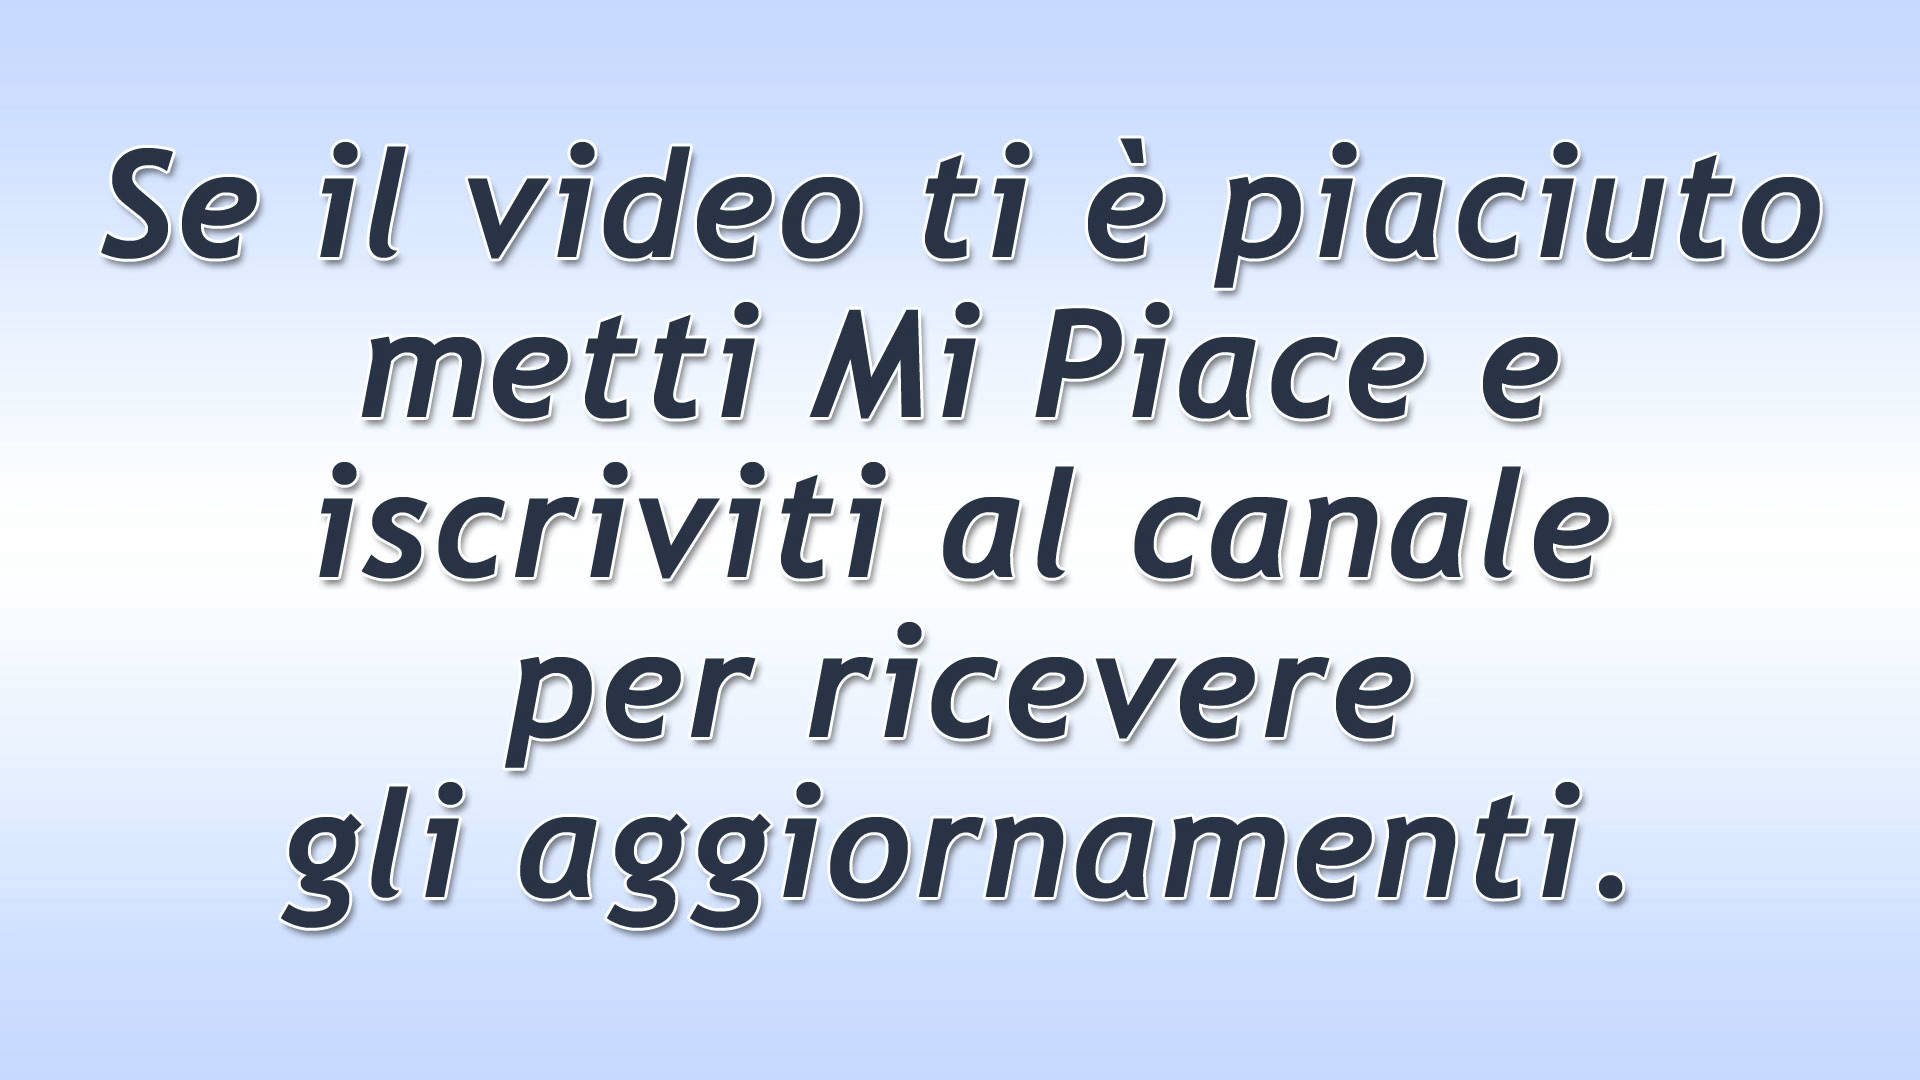 Se il video ti è piaciuto
metti Mi Piace e
iscriviti al canale
per ricevere
gli aggiornamenti.